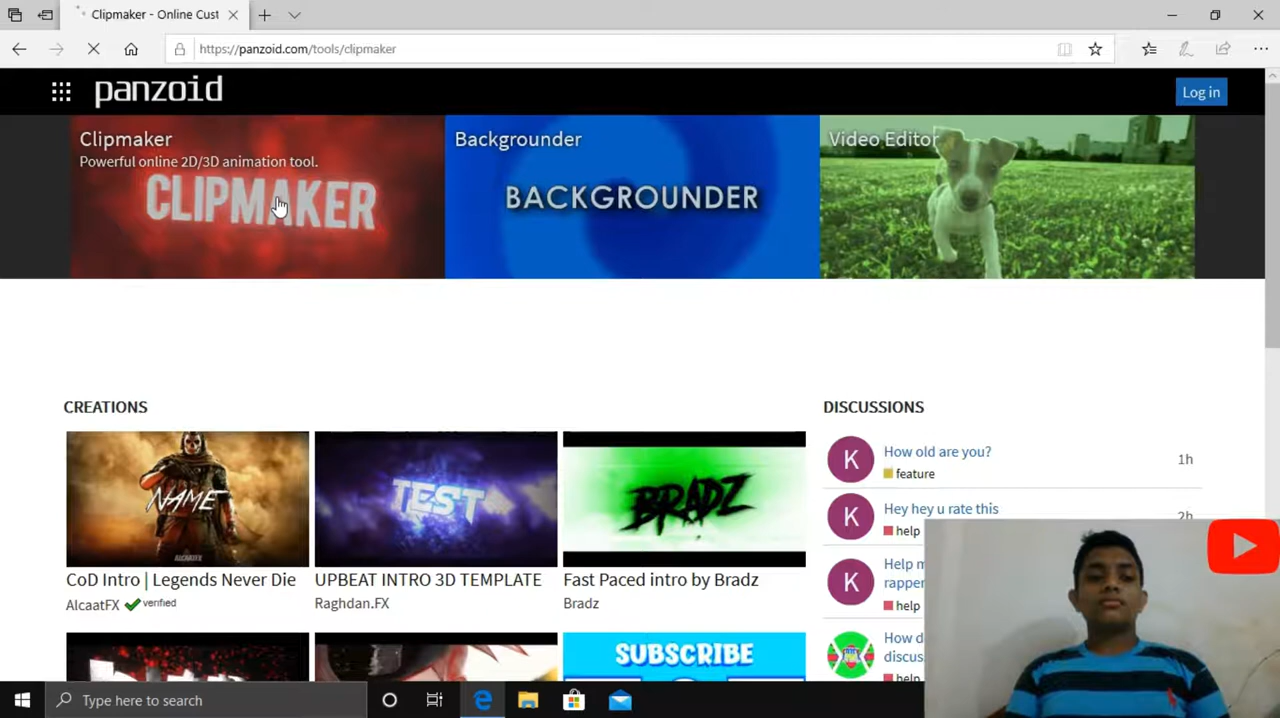 Clipmaker - Online Cust
https://panzoid.com/tools/clipmaker
panzoid
Log in
Clipmaker
Powerful online 2D/3D animation tool.
CLIPMAKER
Backgrounder
BACKGROUNDER
Video Editor
CREATIONS
DISCUSSIONS
NAME
ALCAATFX
TEST
BRADZ
CoD Intro | Legends Never Die
AlcaatFX verified
UPBEAT INTRO 3D TEMPLATE
Raghdan.FX
Fast Paced intro by Bradz
Bradz
SUBSCRIBE
K
How old are you?
feature
1h
K
Hey hey u rate this
help
2h
K
Help m
rapper
help
How d
discus
help
Type here to search